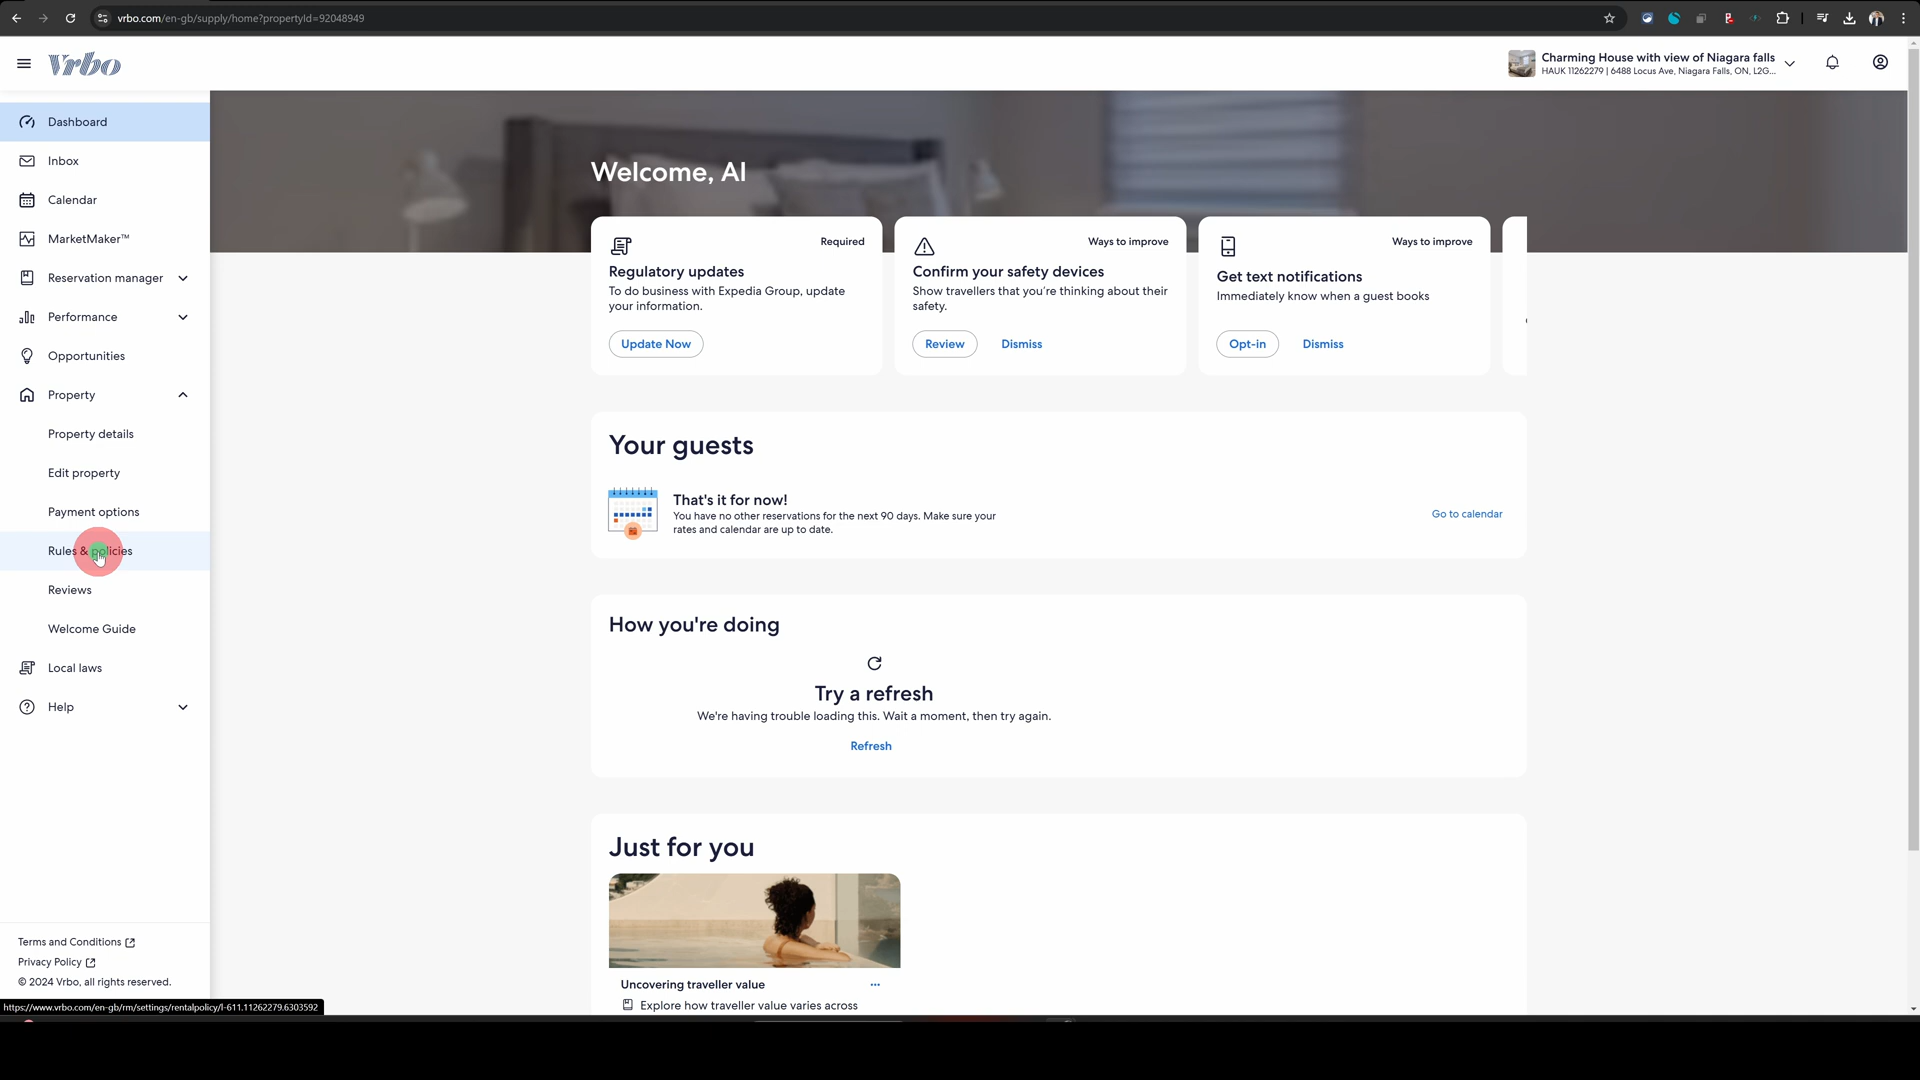 vrbo.com/en-gb/supply/home?propertyId=92048949
Vrbo
Charming House with view of Niagara falls
HAUK 11262279 | 6488 Locus Ave, Niagara Falls, ON, L2G...
Dashboard
Inbox
Calendar
MarketMaker™
Reservation manager
Performance
Opportunities
Property
Property details
Edit property
Payment options
Rules & policies
Reviews
Welcome Guide
Local laws
Help
Terms and Conditions
Privacy Policy
© 2024 Vrbo, all rights reserved.
https://www.vrbo.com/en-gb/rm/settings/rentalpolicy/l-611.11262279.6303592
Welcome, Al
Required
Regulatory updates
To do business with Expedia Group, update
your information.
Update Now
Ways to improve
Confirm your safety devices
Show travellers that you're thinking about their
safety.
Review
Dismiss
Ways to improve
Get text notifications
Immediately know when a guest books
Opt-in
Dismiss
Your guests
That's it for now!
You have no other reservations for the next 90 days. Make sure your
rates and calendar are up to date.
Go to calendar
How you're doing
Try a refresh
We're having trouble loading this. Wait a moment, then try again.
Refresh
Just for you
Uncovering traveller value
Explore how traveller value varies across